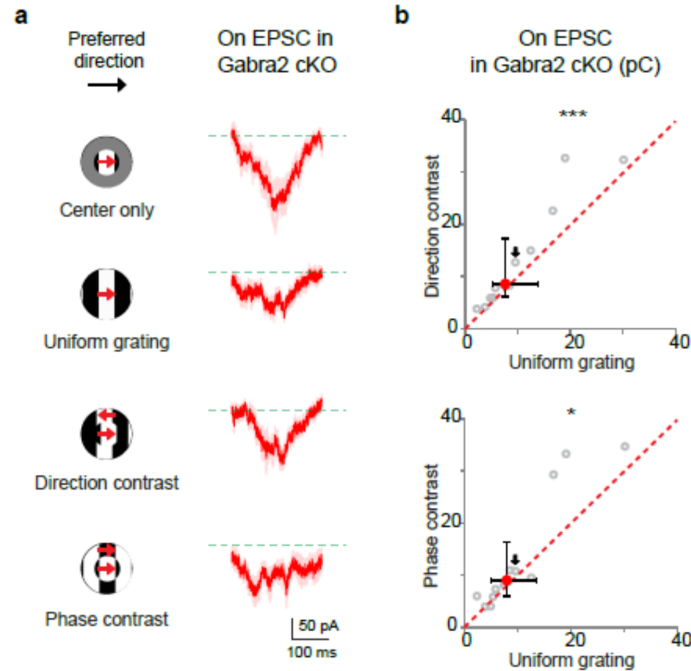 a
Preferred
direction
On EPSC in
Gabra2 cKO
Center only
Uniform grating
Direction contrast
Phase contrast
50 pA
100 ms
b
On EPSC
in Gabra2 cKO (pC)
***
40
20
0
Direction contrast
0
20
40
Uniform grating
*
40
20
0
Phase contrast
0
20
40
Uniform grating